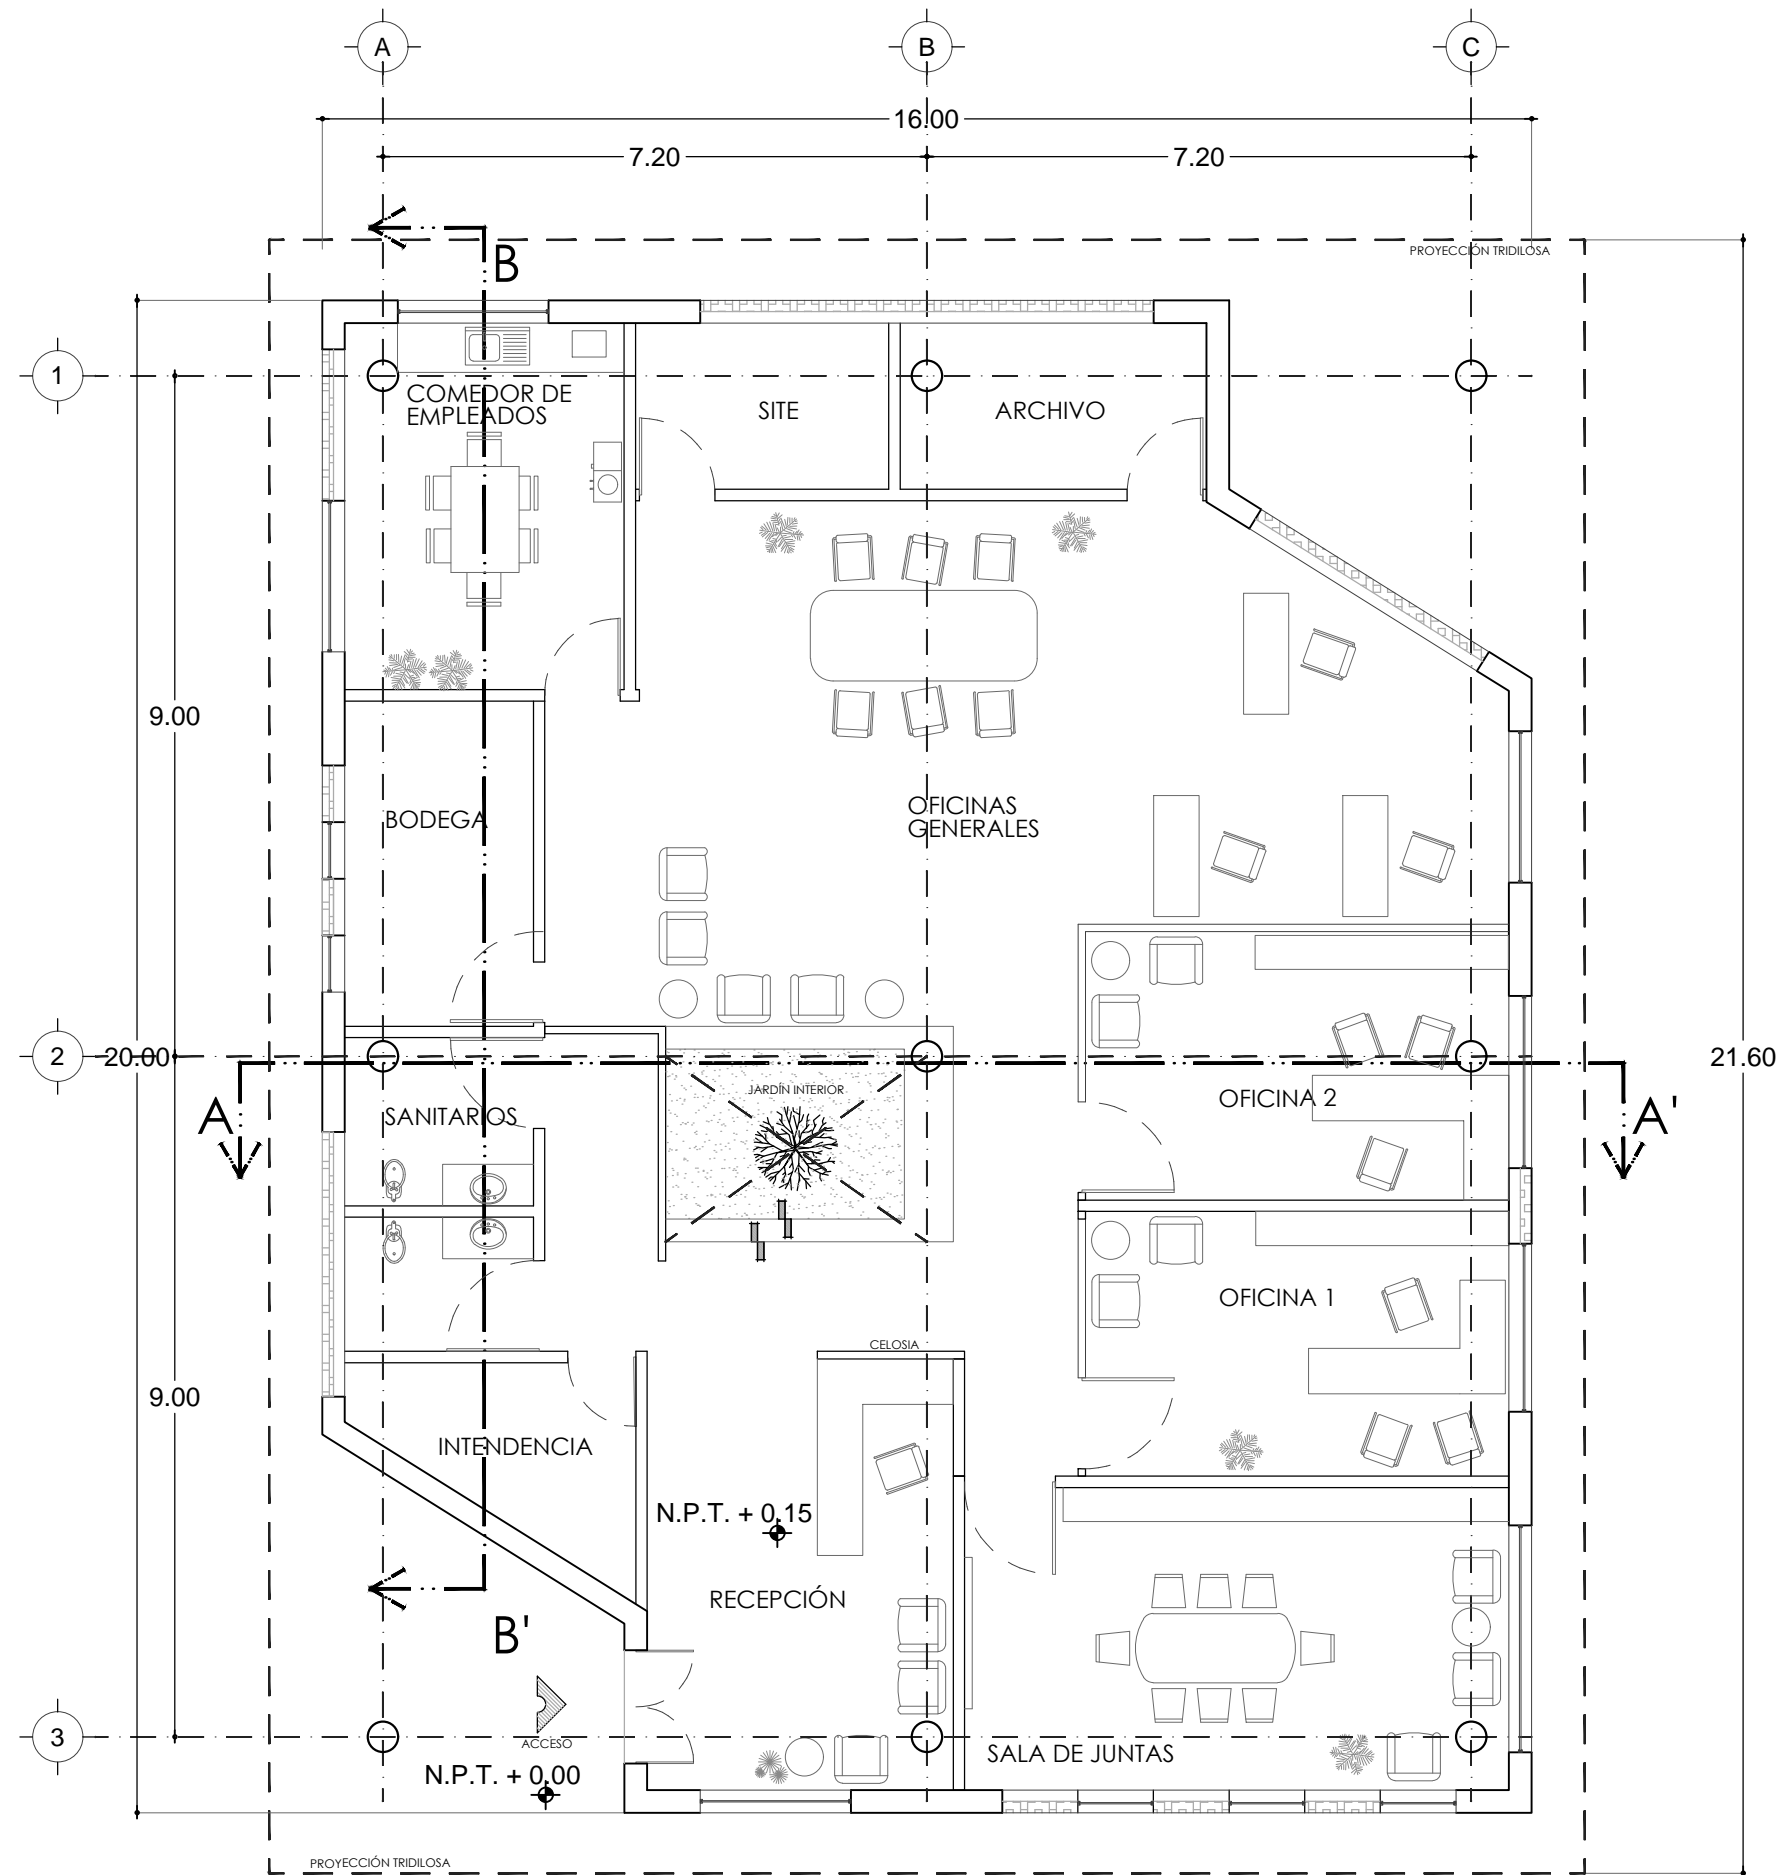 A
B
C
16.00
7.20
7.20
B
PROYECCIÓN TRIDILOSA
1
COMEDOR DE
EMPLEADOS
SITE
ARCHIVO
9.00
BODEGA
OFICINAS
GENERALES
2
20.00
21.60
JARDÍN INTERIOR
A
SANITARIOS
OFICINA 2
A'
OFICINA 1
CELOSIA
9.00
INTENDENCIA
N.P.T. + 0.15
RECEPCIÓN
B'
3
ACCESO
SALA DE JUNTAS
N.P.T. + 0.00
PROYECCIÓN TRIDILOSA